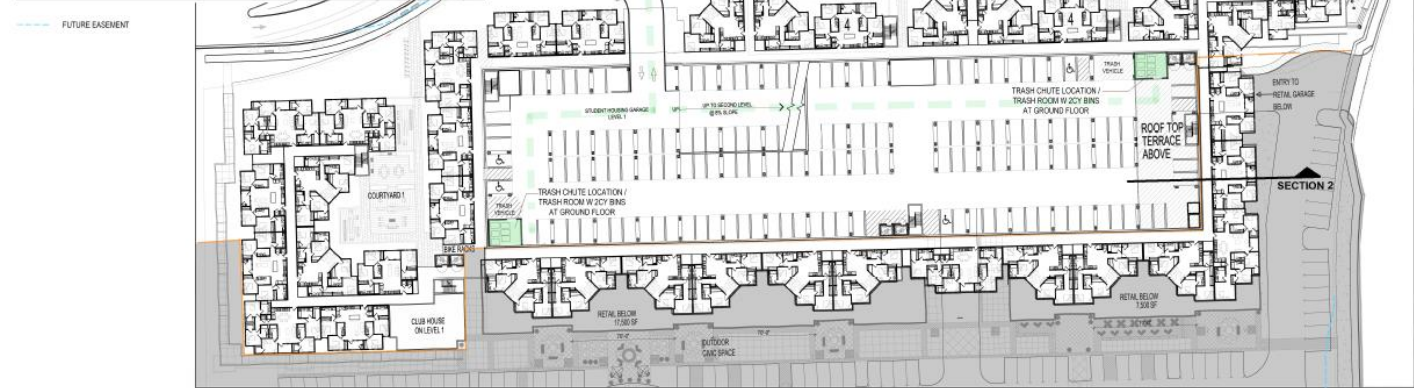 FUTURE EASEMENT
4
4
TRASH
VEHICLE
TRASH CHUTE LOCATION /
TRASH ROOM W 2CY BINS
AT GROUND FLOOR
ENTRY TO
RETAIL GARAGE
BELOW
STUDENT HOUSING GARAGE
LEVEL 1
UP
UP TO SECOND LEVEL
@ 5% SLOPE
ROOF TOP
TERRACE
ABOVE
SECTION 2
COURTYARD 1
TRASH CHUTE LOCATION /
TRASH ROOM W 2CY BINS
AT GROUND FLOOR
TRASH
VEHICLE
BIKE RACKS
CLUB HOUSE
ON LEVEL 1
RETAIL BELOW
17,500 SF
RETAIL BELOW
7,500 SF
OUTDOOR
CIVIC SPACE